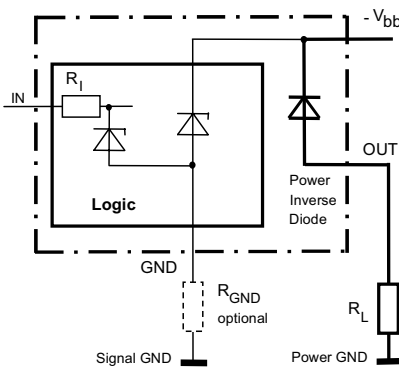 - Vbb
IN
RI
OUT
Logic
Power
Inverse
Diode
GND
RGND
optional
RL
Signal GND
Power GND